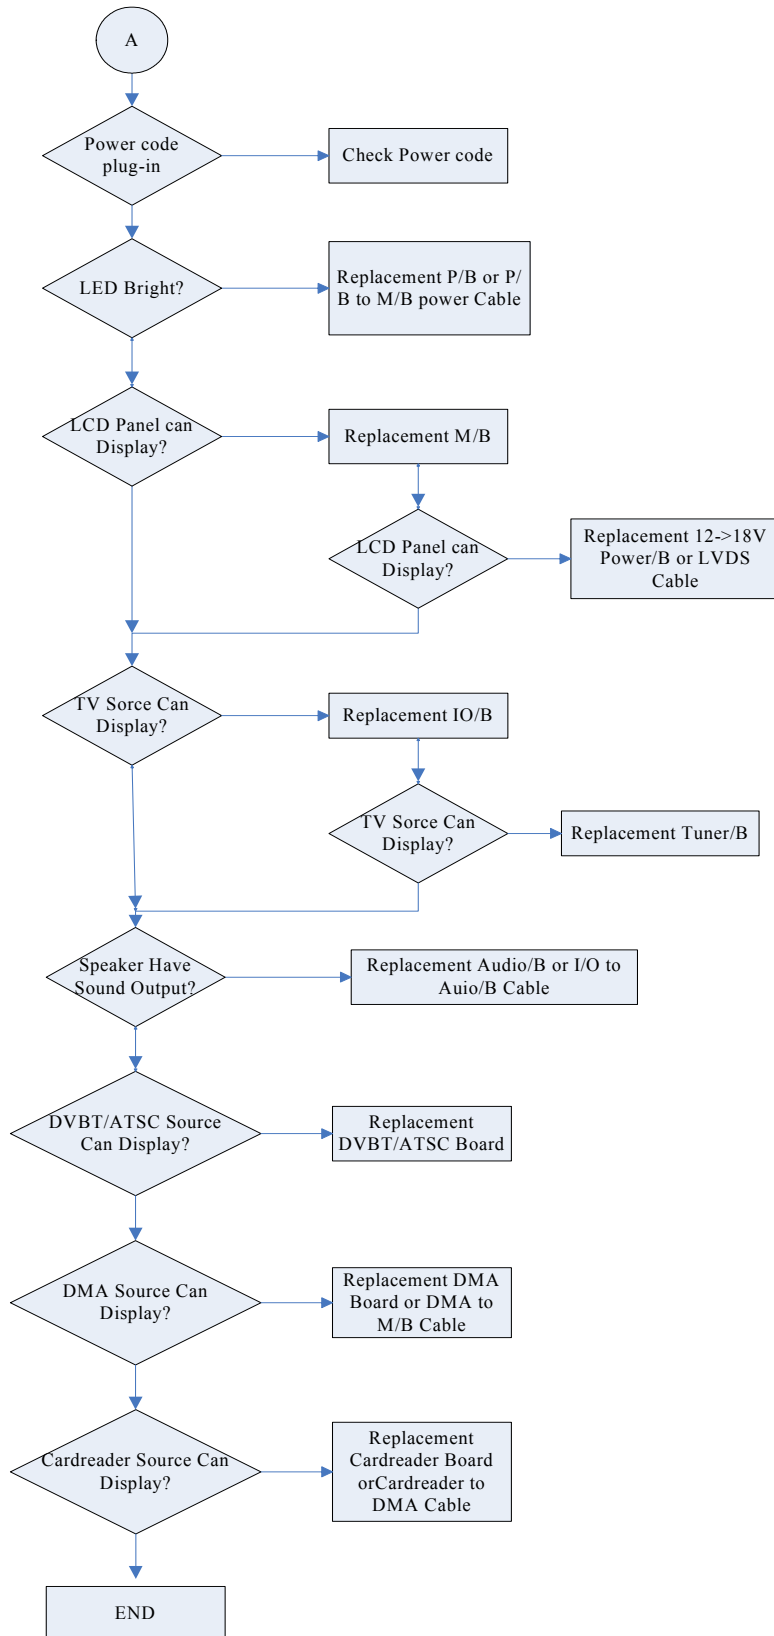 A
Power code
plug-in
Check Power code
LED Bright?
Replacement P/B or P/
B to M/B power Cable
LCD Panel can
Display?
Replacement M/B
LCD Panel can
Display?
Replacement 12->18V
Power/B or LVDS
Cable
TV Sorce Can
Display?
Replacement IO/B
TV Sorce Can
Display?
Replacement Tuner/B
Speaker Have
Sound Output?
Replacement Audio/B or I/O to
Auio/B Cable
DVBT/ATSC Source
Can Display?
Replacement
DVBT/ATSC Board
DMA Source Can
Display?
Replacement DMA
Board or DMA to
M/B Cable
Cardreader Source Can
Display?
Replacement
Cardreader Board
orCardreader to
DMA Cable
END